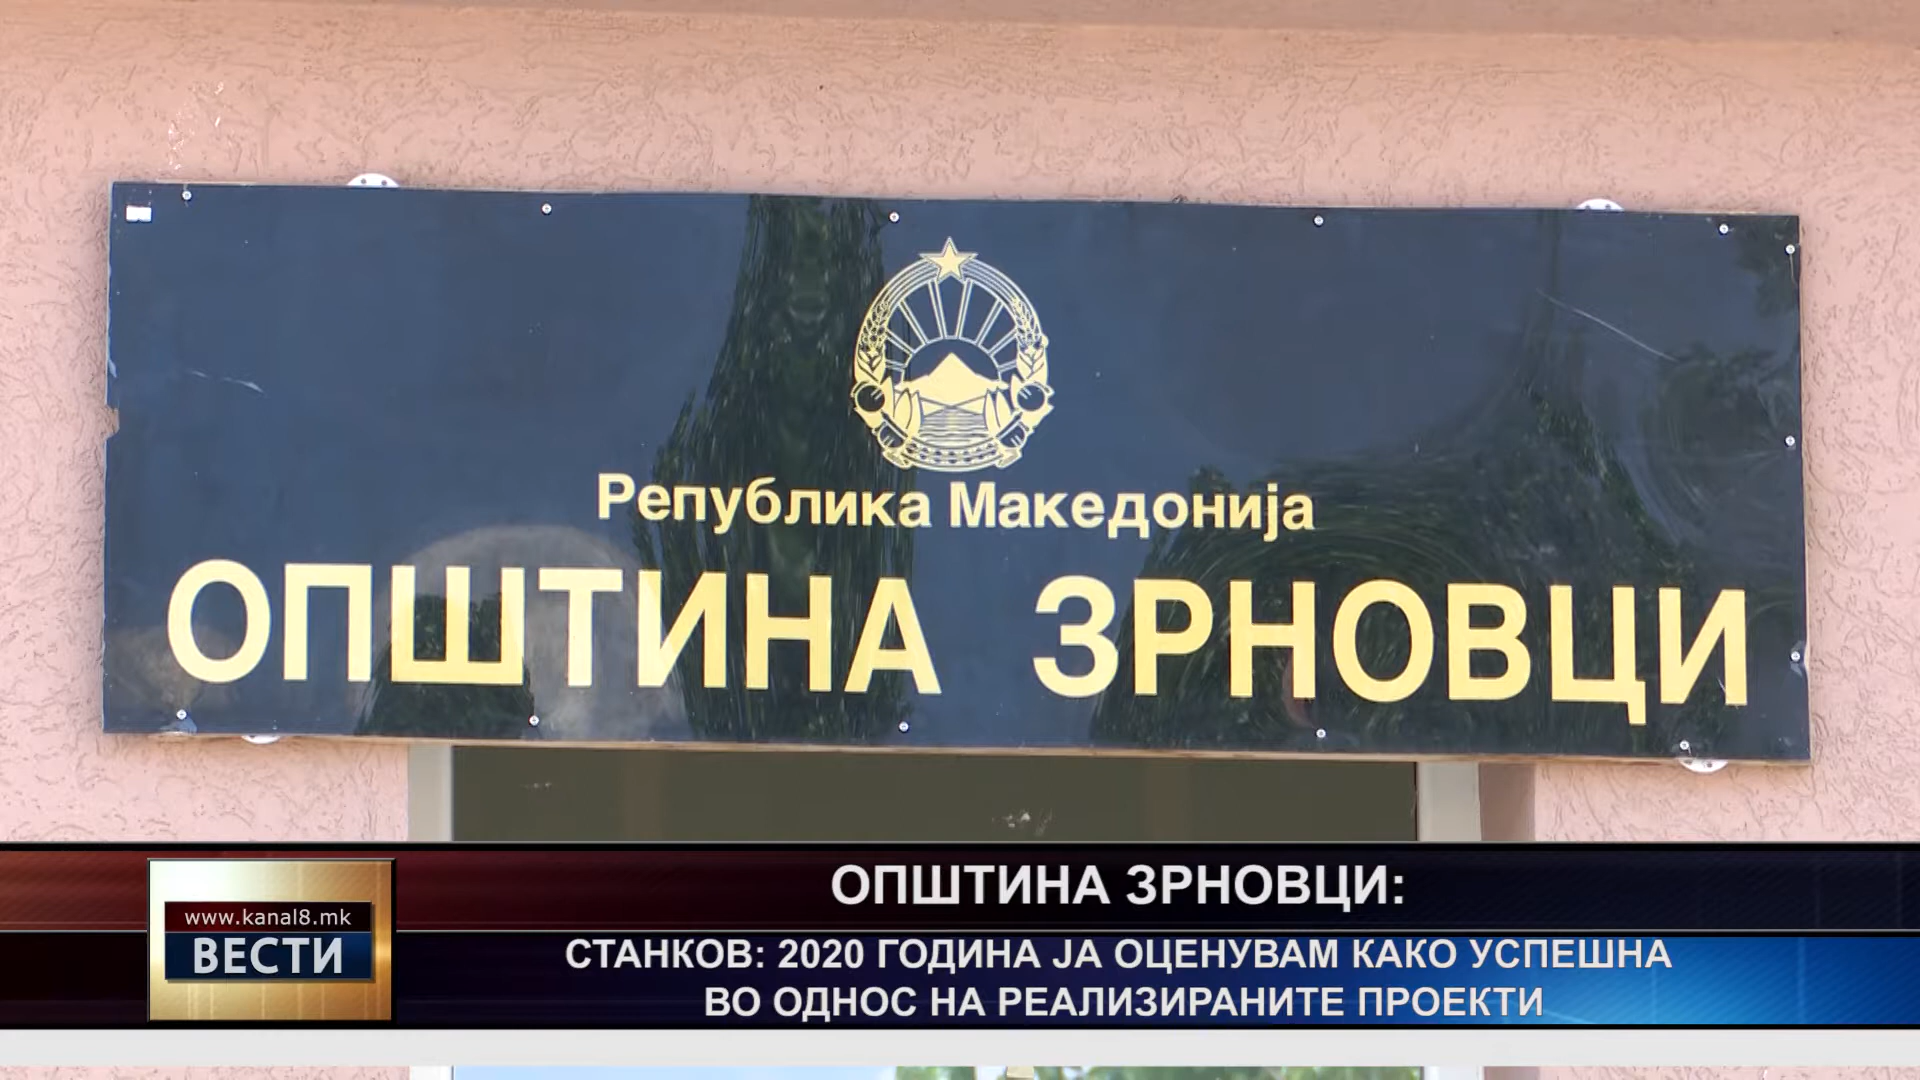 Република Македонија
ОПШТИНА ЗРНОВЦИ
ОПШТИНА ЗРНОВЦИ:
www.kanal8.mk
ВЕСТИ
СТАНКОВ: 2020 ГОДИНА ЈА ОЦЕНУВАМ КАКО УСПЕШНА
ВО ОДНОС НА РЕАЛИЗИРАНИТЕ ПРОЕКТИ